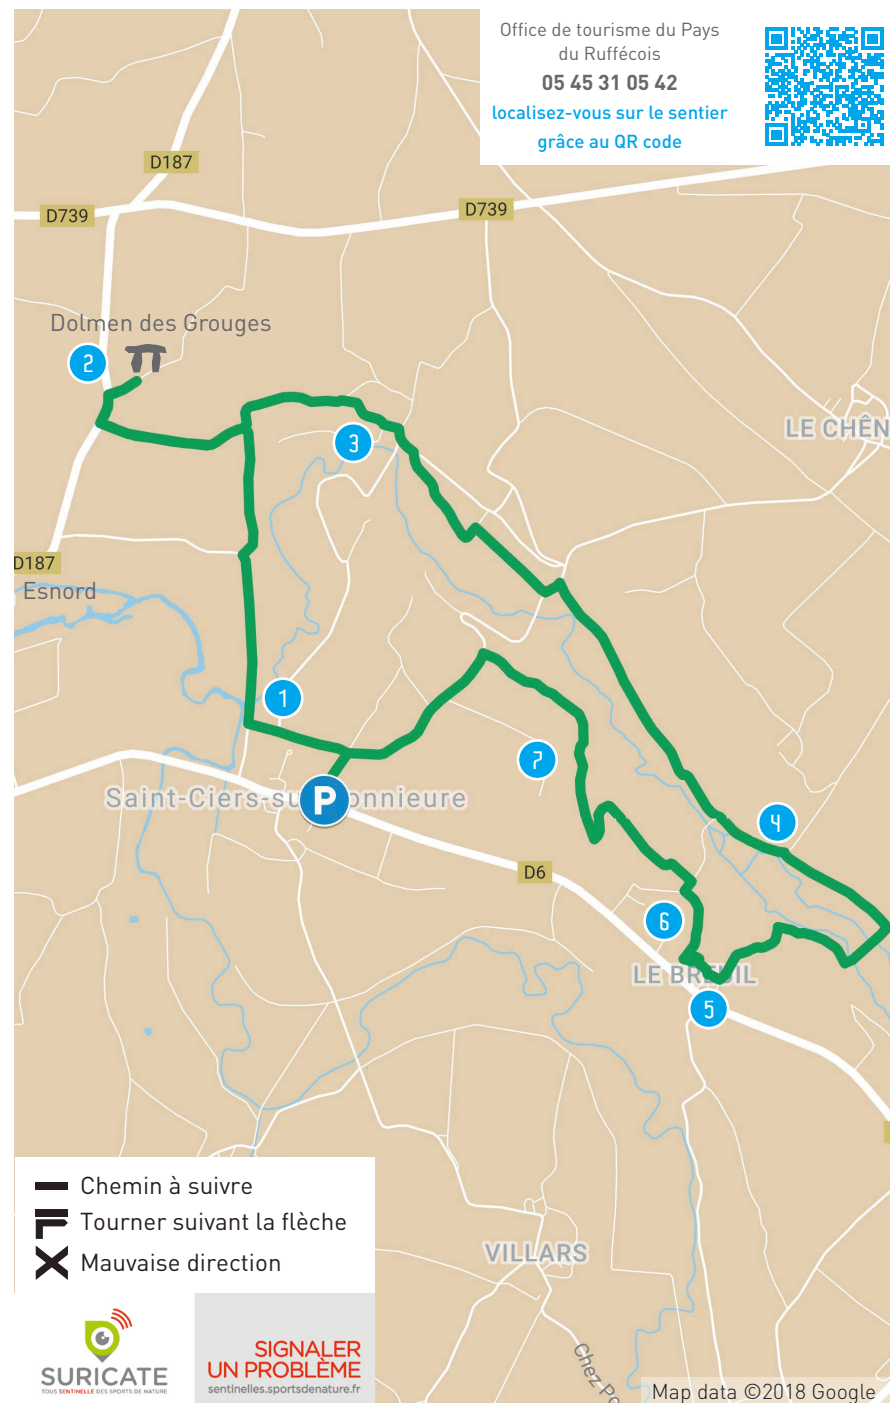 Office de tourisme du Pays
du Ruffécois
05 45 31 05 42
localisez-vous sur le sentier
grâce au QR code
D187
D739
D739
Dolmen des Grouges
2
3
LE CHÊN
D187
Esnord
1
7
P
Saint-Ciers-su onnieure
4
D6
6
LE BREUIL
5
Chemin à suivre
Tourner suivant la flèche
Mauvaise direction
VILLARS
Chez Po
SURICATE
TOUS SENTINELLE DES SPORTS DE NATURE
SIGNALER
UN PROBLÈME
sentinelles.sportsdenature.fr
Map data ©2018 Google